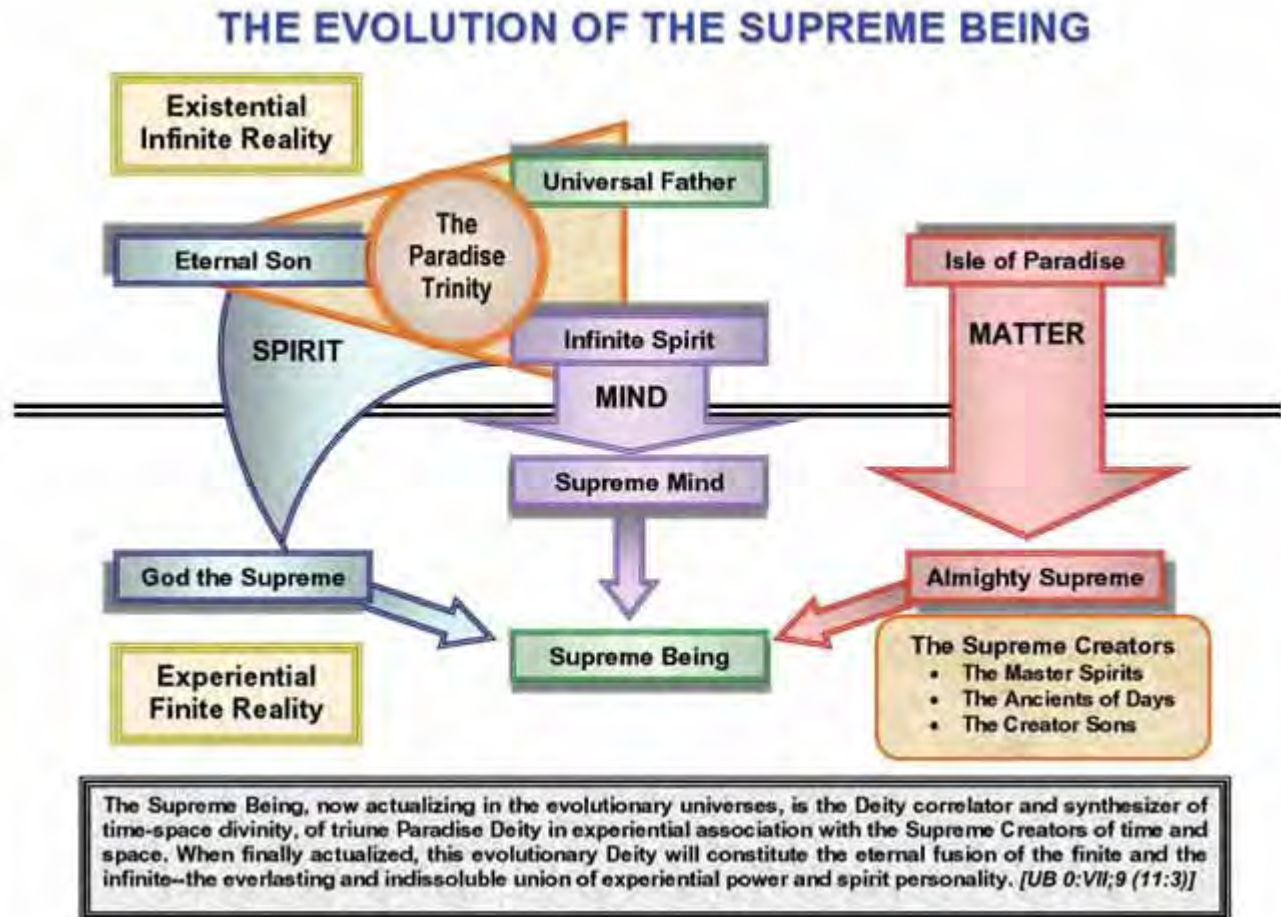 THE EVOLUTION OF THE SUPREME BEING
Existential
Infinite Reality
Universal Father
The
Paradise
Trinity
Eternal Son
Isle of Paradise
Infinite Spirit
SPIRIT
MATTER
MIND
Supreme Mind
God the Supreme
Almighty Supreme
Supreme Being
The Supreme Creators
• The Master Spirits
• The Ancients of Days
• The Creator Sons
Experiential
Finite Reality
The Supreme Being, now actualizing in the evolutionary universes, is the Deity correlator and synthesizer of
time-space divinity, of triune Paradise Deity in experiential association with the Supreme Creators of time and
space. When finally actualized, this evolutionary Deity will constitute the eternal fusion of the finite and the
infinite--the everlasting and indissoluble union of experiential power and spirit personality. [UB 0:VII;9 (11:3)]